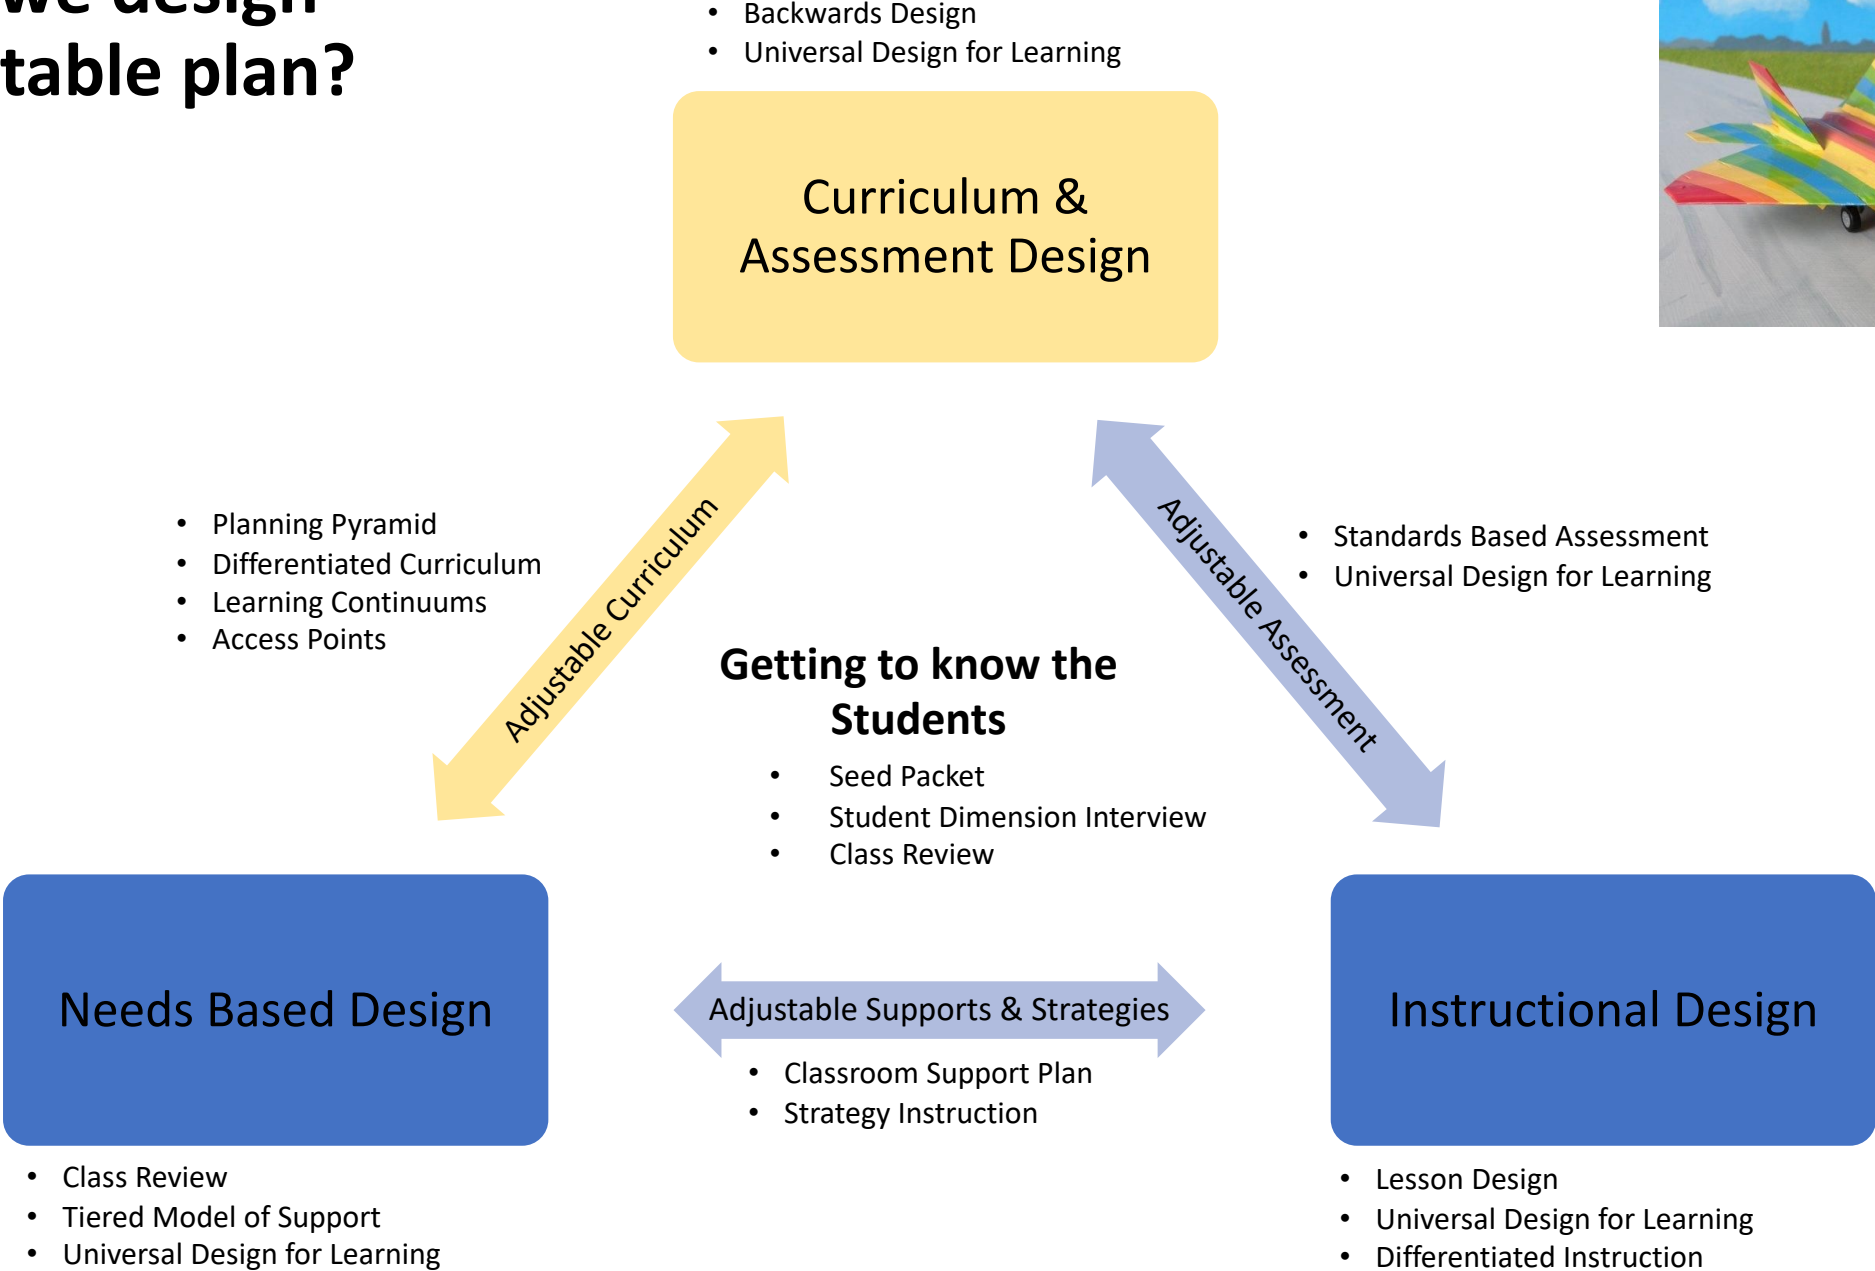 we design
table plan?
• Backwards Design
• Universal Design for Learning
Curriculum &
Assessment Design
• Planning Pyramid
• Differentiated Curriculum
• Learning Continuums
• Access Points
Adjustable Curriculum
Adjustable Assessment
• Standards Based Assessment
• Universal Design for Learning
Getting to know the
Students
• Seed Packet
• Student Dimension Interview
• Class Review
Needs Based Design
Adjustable Supports & Strategies
Instructional Design
• Classroom Support Plan
• Strategy Instruction
• Class Review
• Tiered Model of Support
• Universal Design for Learning
• Lesson Design
• Universal Design for Learning
• Differentiated Instruction